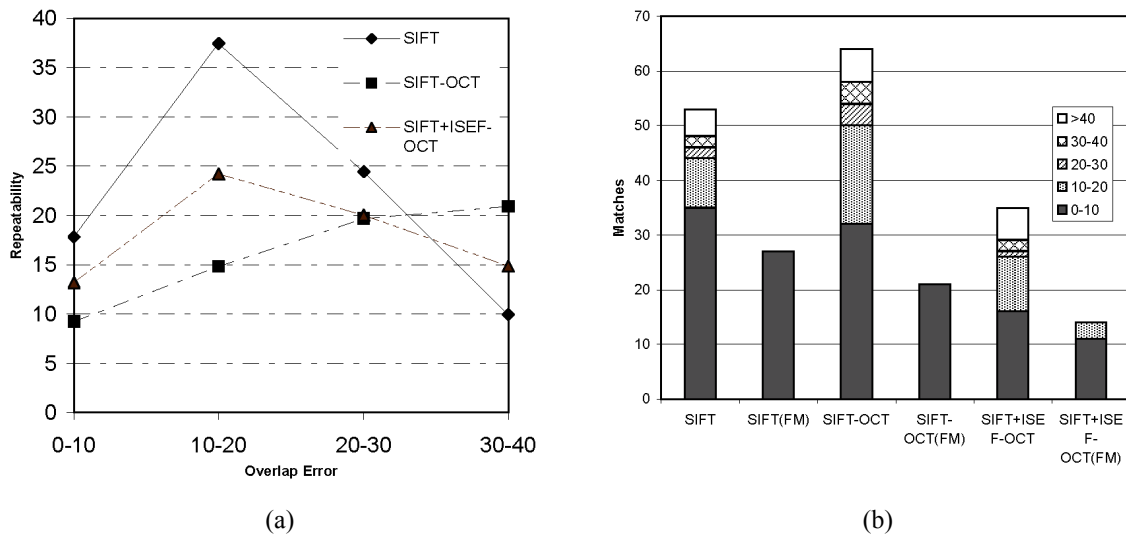 40
35
30
25
20
15
10
5
0
Repeatability
0-10
10-20
20-30
30-40
Overlap Error
SIFT
SIFT-OCT
SIFT+ISEF-
OCT
(a)
70
60
50
40
30
20
10
0
Matches
>40
30-40
20-30
10-20
0-10
SIFT
SIFT(FM)
SIFT-OCT
SIFT-
OCT(FM)
SIFT+ISE
F-OCT
SIFT+ISE
F-
OCT(FM)
(b)